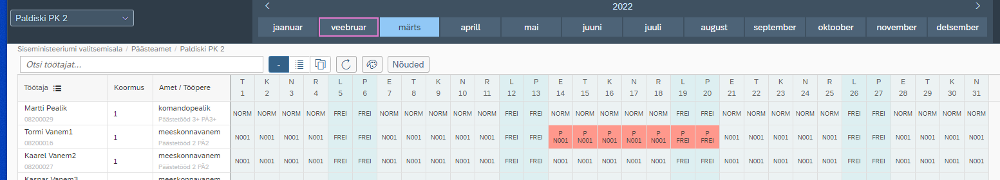 Paldiski PK 2
2022
jaanuar veebruar märts aprill mai juuni juuli august september oktoober november detsember
Siseministeeriumi valitsemisala / Päästeamet / Paldiski PK 2
Otsi töötajat... - Nõuded
Töötaja Koormus Amet / Tööpere
T K N R L P E T K N R L P E T K N R L P E T K N R L P E T K N
1 2 3 4 5 6 7 8 9 10 11 12 13 14 15 16 17 18 19 20 21 22 23 24 25 26 27 28 29 30 31
Martti Pealik 1 komandopealik NORM NORM NORM NORM FREI FREI NORM NORM NORM NORM NORM FREI FREI NORM NORM NORM NORM NORM FREI FREI NORM NORM NORM NORM NORM FREI FREI NORM NORM NORM NORM
08200029 Päästetööd 3+ PÄ3+
Tormi Vanem1 1 meeskonnavanem N001 N001 N001 N001 FREI FREI N001 N001 N001 N001 N001 FREI FREI P N001 P N001 P N001 P N001 P N001 P FREI P FREI N001 N001 N001 N001 N001 FREI FREI N001 N001 N001 N001
08200016 Päästetööd 2 PÄ2
Kaarel Vanem2 1 meeskonnavanem N001 N001 N001 N001 FREI FREI N001 N001 N001 N001 N001 FREI FREI N001 N001 N001 N001 N001 FREI FREI N001 N001 N001 N001 N001 FREI FREI N001 N001 N001 N001
08200027 Päästetööd 2 PÄ2
Kaspar Vanem3 meeskonnavanem